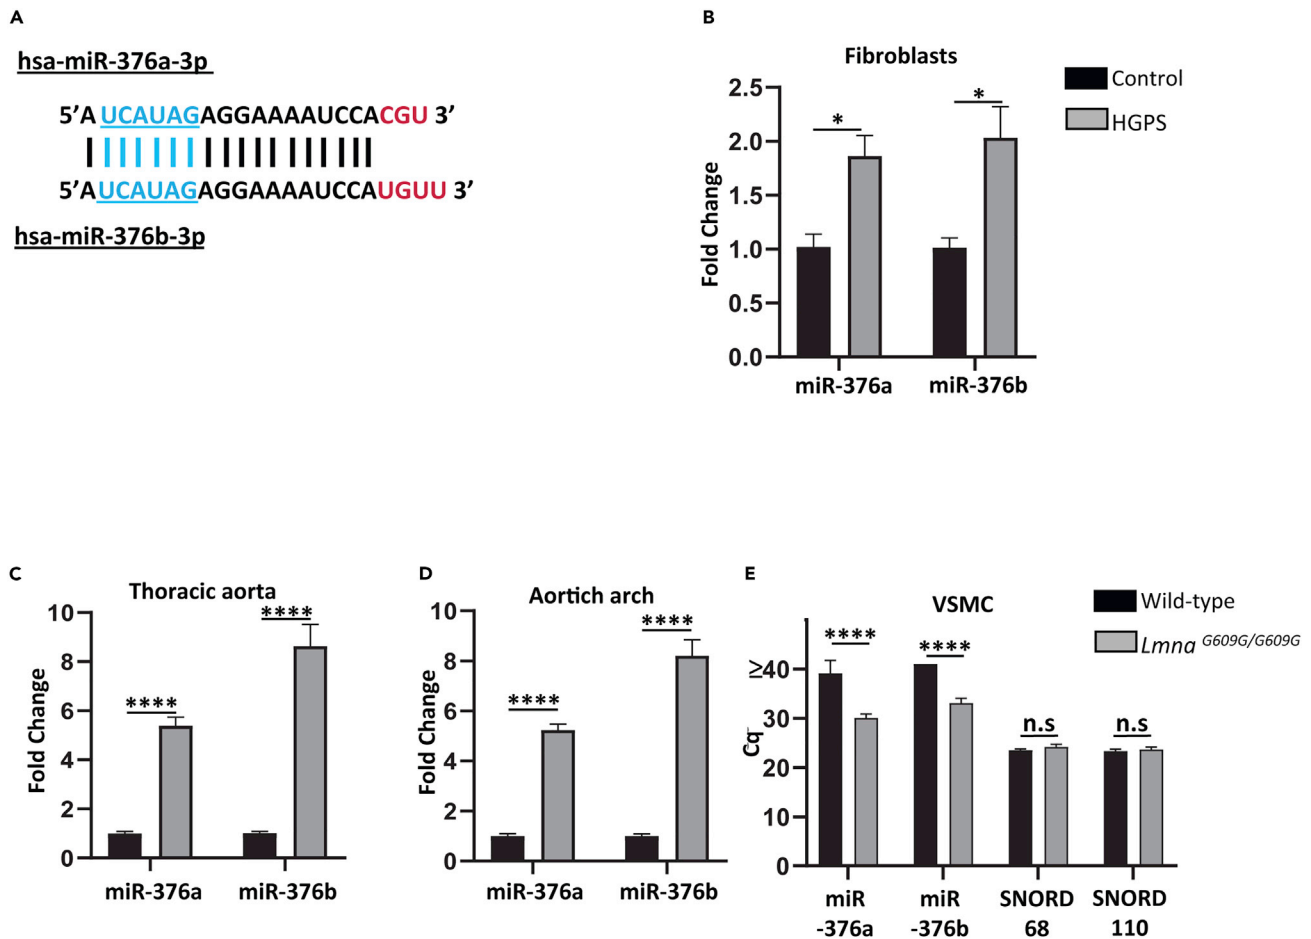 A
hsa-miR-376a-3p
5’A UCAUAGAGGAAAAUCCACGU 3’
5’AUCAUAGAGGAAAAUCCAUGUU 3’
hsa-miR-376b-3p
B
Fibroblasts
Control
HGPS
Fold Change
2.5
2.0
1.5
1.0
0.5
0.0
* *
miR-376a miR-376b
C
Thoracic aorta
Fold Change
10
8
6
4
2
0
**** ****
miR-376a miR-376b
D
Aortich arch
Fold Change
10
8
6
4
2
0
**** ****
miR-376a miR-376b
E
VSMC
Wild-type
Lmna G609G/G609G
Cq
≥40
30
20
10
0
**** **** n.s n.s
miR miR SNORD SNORD
-376a -376b 68 110